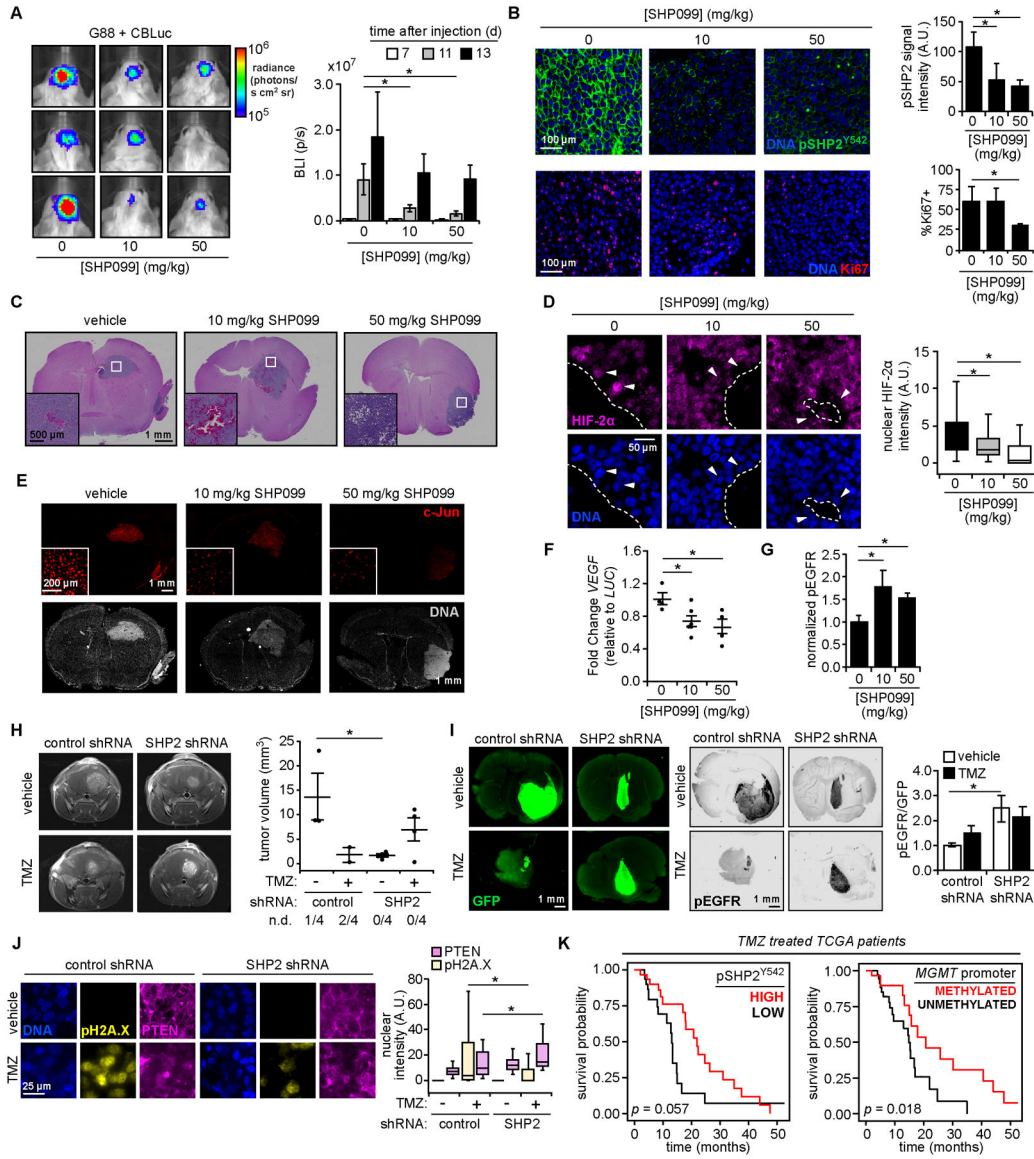 A
G88 + CBLuc
10⁶
radiance
(photons/
s cm² sr)
10⁵
0
10
50
[SHP099] (mg/kg)
time after injection (d)
7
11
13
x10⁷
3.0
2.0
1.0
0.0
BLI (p/s)
*
*
0
10
50
[SHP099] (mg/kg)
B
[SHP099] (mg/kg)
0
10
50
100 µm
DNA pSHP2ʸ⁵⁴²
100 µm
DNA Ki67
pSHP2 signal
intensity (A.U.)
150
100
50
0
*
*
0
10
50
[SHP099]
(mg/kg)
%Ki67+
100
75
50
25
0
*
0
10
50
[SHP099]
(mg/kg)
C
vehicle
10 mg/kg SHP099
50 mg/kg SHP099
500 µm
1 mm
D
[SHP099] (mg/kg)
0
10
50
HIF-2α
50 µm
DNA
nuclear HIF-2α
intensity (A.U.)
15
10
5
0
*
*
0
10
50
[SHP099]
(mg/kg)
E
vehicle
10 mg/kg SHP099
50 mg/kg SHP099
c-Jun
200 µm
1 mm
1 mm
1 mm
DNA
1 mm
F
Fold Change VEGF
(relative to LUC)
1.6
1.2
0.8
0.4
0.0
*
*
0
10
50
[SHP099] (mg/kg)
G
normalized pEGFR
2.5
2.0
1.5
1.0
0.5
0.0
*
*
0
10
50
[SHP099]
(mg/kg)
H
control shRNA
SHP2 shRNA
vehicle
TMZ
tumor volume (mm³)
25
20
15
10
5
0
*
TMZ: - + - +
shRNA: control SHP2
n.d. 1/4 2/4 0/4 0/4
I
control shRNA
SHP2 shRNA
control shRNA
SHP2 shRNA
vehicle
TMZ
GFP
1 mm
vehicle
TMZ
pEGFR
1 mm
vehicle
TMZ
pEGFR/GFP
4.0
3.0
2.0
1.0
0.0
*
control
shRNA
SHP2
shRNA
J
control shRNA
SHP2 shRNA
vehicle
TMZ
DNA
pH2A.X
PTEN
25 µm
PTEN
pH2A.X
nuclear
intensity (A.U.)
80
60
40
20
0
*
*
TMZ: - + - +
shRNA: control SHP2
K
TMZ treated TCGA patients
survival probability
1.00
0.75
0.50
0.25
0.00
pSHP2ʸ⁵⁴²
HIGH
LOW
p = 0.057
0 10 20 30 40 50
time (months)
survival probability
1.00
0.75
0.50
0.25
0.00
MGMT promoter
METHYLATED
UNMETHYLATED
p = 0.018
0 10 20 30 40 50
time (months)